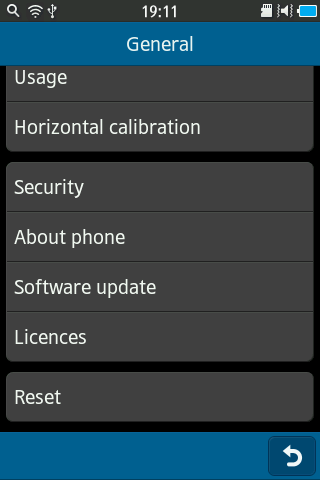 19:11
General
Usage
Horizontal calibration
Security
About phone
Software update
Licences
Reset